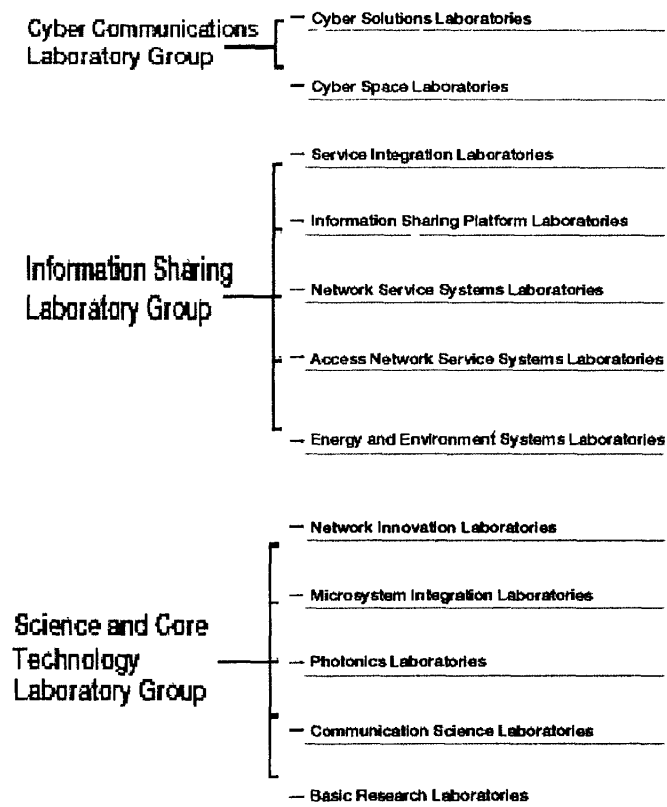 Cyber Communications
Laboratory Group
Cyber Solutions Laboratories
Cyber Space Laboratories
Information Sharing
Laboratory Group
Service Integration Laboratories
Information Sharing Platform Laboratories
Network Service Systems Laboratories
Access Network Service Systems Laboratories
Energy and Environment Systems Laboratories
Science and Core
Technology
Laboratory Group
Network Innovation Laboratories
Microsystem Integration Laboratories
Photonics Laboratories
Communication Science Laboratories
Basic Research Laboratories